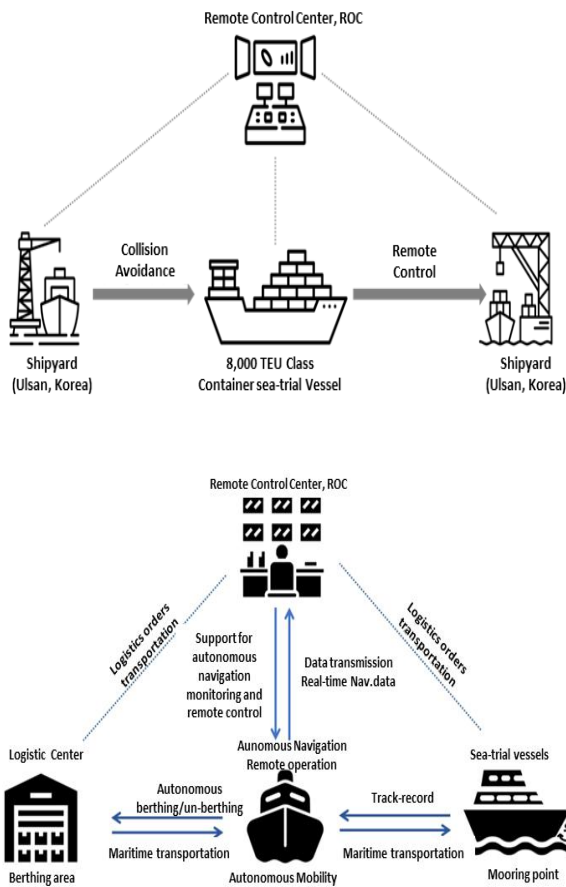 Remote Control Center, ROC
Collision
Avoidance
Remote
Control
Shipyard
(Ulsan, Korea)
8,000 TEU Class
Container sea-trial Vessel
Shipyard
(Ulsan, Korea)
Remote Control Center, ROC
Logistics orders
transportation
Support for
autonomous
navigation
monitoring and
remote control
Data transmission
Real-time Nav.data
Logistics orders
transportation
Logistic Center
Aunomous Navigation
Remote operation
Sea-trial vessels
Autonomous
berthing/un-berthing
Track-record
Maritime transportation
Maritime transportation
Berthing area
Autonomous Mobility
Mooring point